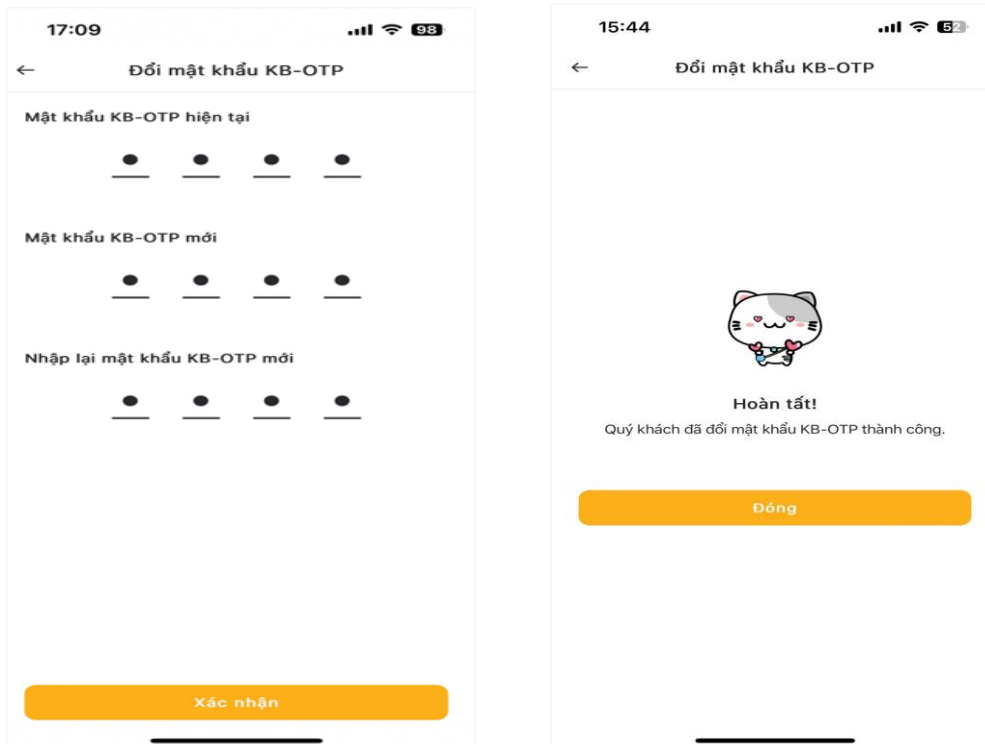 17:09
98
Đổi mật khẩu KB-OTP
Mật khẩu KB-OTP hiện tại
Mật khẩu KB-OTP mới
Nhập lại mật khẩu KB-OTP mới
Xác nhận
15:44
52
Đổi mật khẩu KB-OTP
Hoàn tất!
Quý khách đã đổi mật khẩu KB-OTP thành công.
Đóng